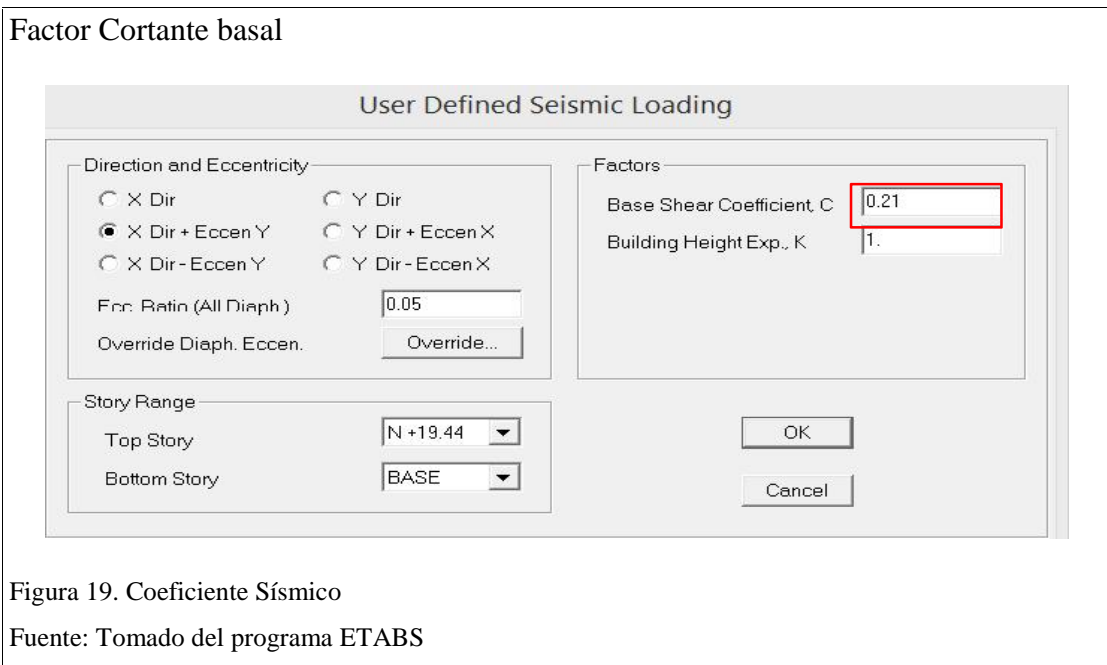 Factor Cortante basal
User Defined Seismic Loading
Direction and Eccentricity
X Dir
Y Dir
X Dir + Eccen Y
Y Dir + Eccen X
X Dir - Eccen Y
Y Dir - Eccen X
Ecc. Ratio (All Diaph.)
0.05
Override Diaph. Eccen.
Override...
Factors
Base Shear Coefficient, C
0.21
Building Height Exp., K
1.
Story Range
Top Story
N +19.44
Bottom Story
BASE
OK
Cancel
Figura 19. Coeficiente Sísmico
Fuente: Tomado del programa ETABS